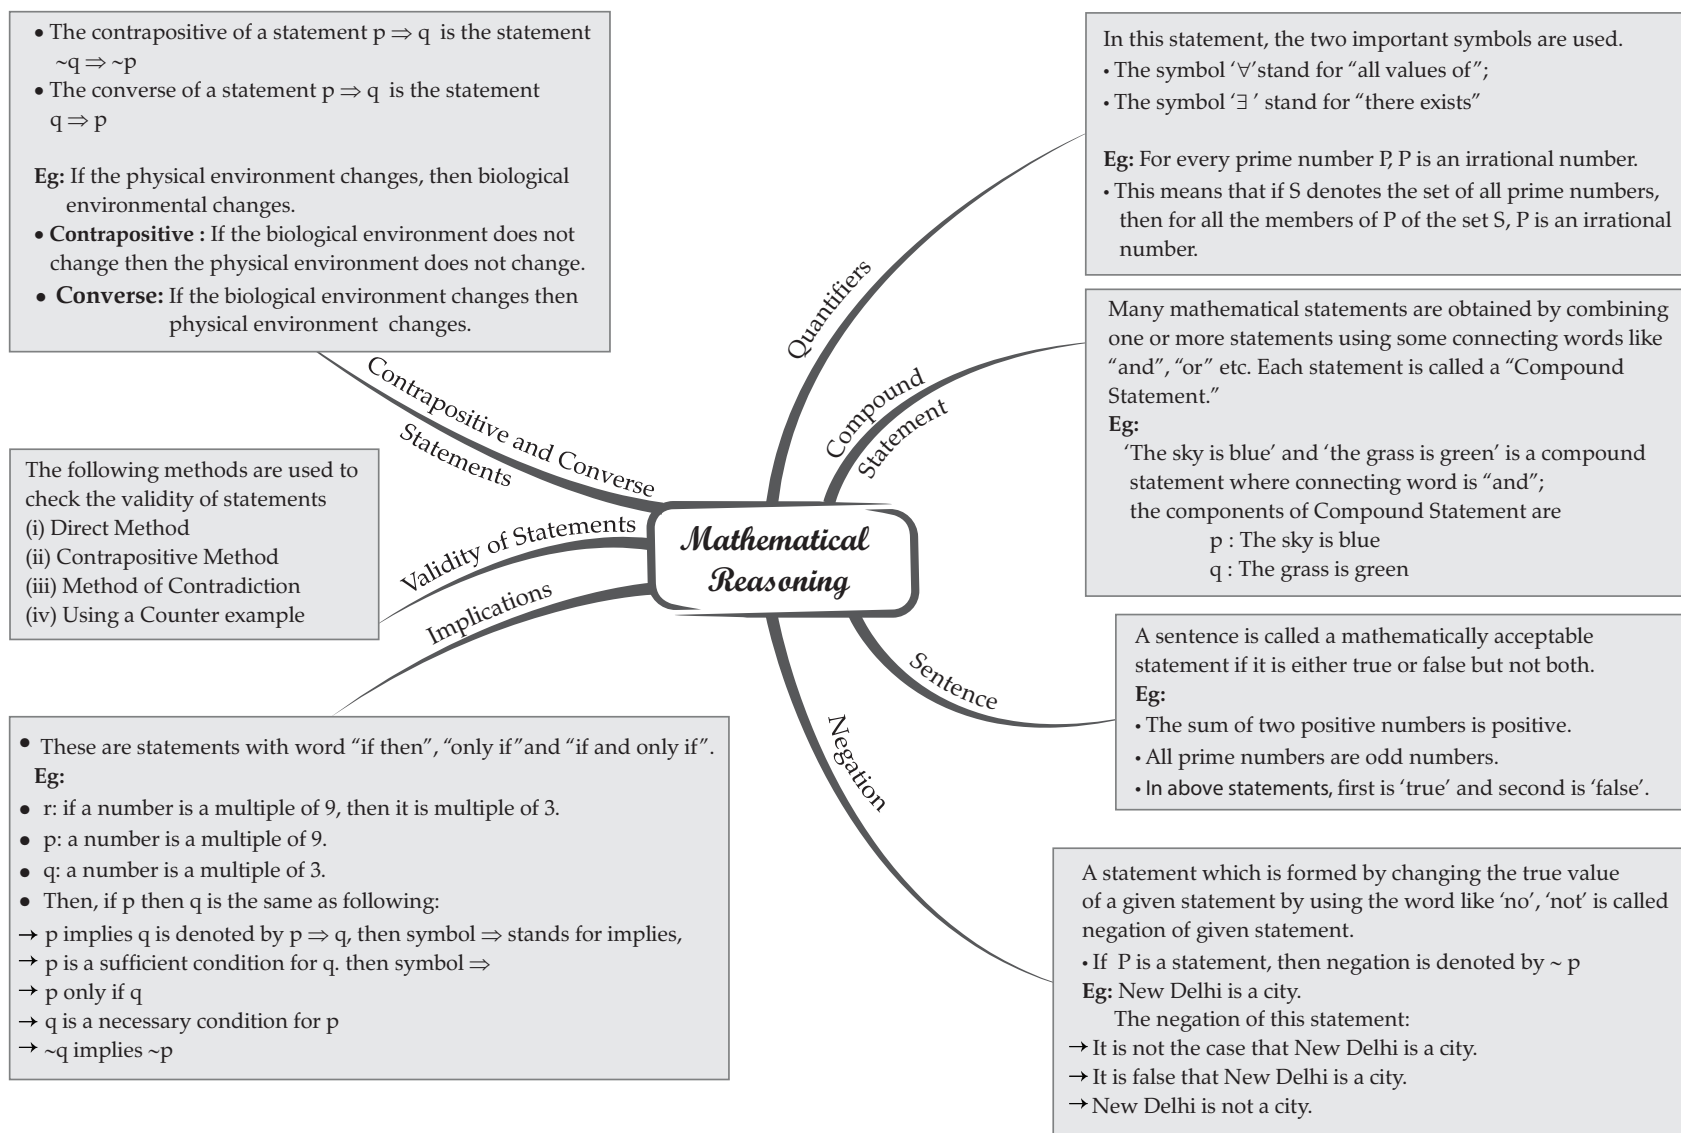 • The contrapositive of a statement p ⇒ q is the statement
~q ⇒ ~p
• The converse of a statement p ⇒ q is the statement
q ⇒ p
Eg: If the physical environment changes, then biological
environmental changes.
• Contrapositive : If the biological environment does not
change then the physical environment does not change.
• Converse: If the biological environment changes then
physical environment changes.
Contrapositive and Converse
Statements
The following methods are used to
check the validity of statements
(i) Direct Method
(ii) Contrapositive Method
(iii) Method of Contradiction
(iv) Using a Counter example
Validity of Statements
Implications
• These are statements with word “if then”, “only if”and “if and only if”.
Eg:
• r: if a number is a multiple of 9, then it is multiple of 3.
• p: a number is a multiple of 9.
• q: a number is a multiple of 3.
• Then, if p then q is the same as following:
→ p implies q is denoted by p ⇒ q, then symbol ⇒ stands for implies,
→ p is a sufficient condition for q. then symbol ⇒
→ p only if q
→ q is a necessary condition for p
→ ~q implies ~p
Mathematical
Reasoning
Quantifiers
In this statement, the two important symbols are used.
• The symbol ‘∀’stand for “all values of”;
• The symbol ‘∃ ’ stand for “there exists”
Eg: For every prime number P, P is an irrational number.
• This means that if S denotes the set of all prime numbers,
then for all the members of P of the set S, P is an irrational
number.
Compound
Statement
Many mathematical statements are obtained by combining
one or more statements using some connecting words like
“and”, “or” etc. Each statement is called a “Compound
Statement.”
Eg:
‘The sky is blue’ and ‘the grass is green’ is a compound
statement where connecting word is “and”;
the components of Compound Statement are
p : The sky is blue
q : The grass is green
Sentence
A sentence is called a mathematically acceptable
statement if it is either true or false but not both.
Eg:
• The sum of two positive numbers is positive.
• All prime numbers are odd numbers.
• In above statements, first is ‘true’ and second is ‘false’.
Negation
A statement which is formed by changing the true value
of a given statement by using the word like ‘no’, ‘not’ is called
negation of given statement.
• If P is a statement, then negation is denoted by ~ p
Eg: New Delhi is a city.
The negation of this statement:
→ It is not the case that New Delhi is a city.
→ It is false that New Delhi is a city.
→ New Delhi is not a city.